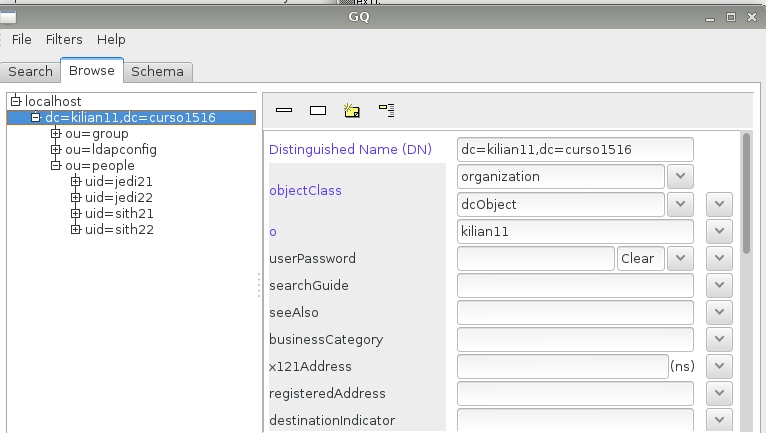 GQ
File Filters Help
Search Browse Schema
localhost
dc=kilian11,dc=curso1516
ou=group
ou=ldapconfig
ou=people
uid=jedi21
uid=jedi22
uid=sith21
uid=sith22
Distinguished Name (DN) dc=kilian11,dc=curso1516
objectClass organization
dcObject
o kilian11
userPassword Clear
searchGuide
seeAlso
businessCategory
x121Address (ns)
registeredAddress
destinationIndicator